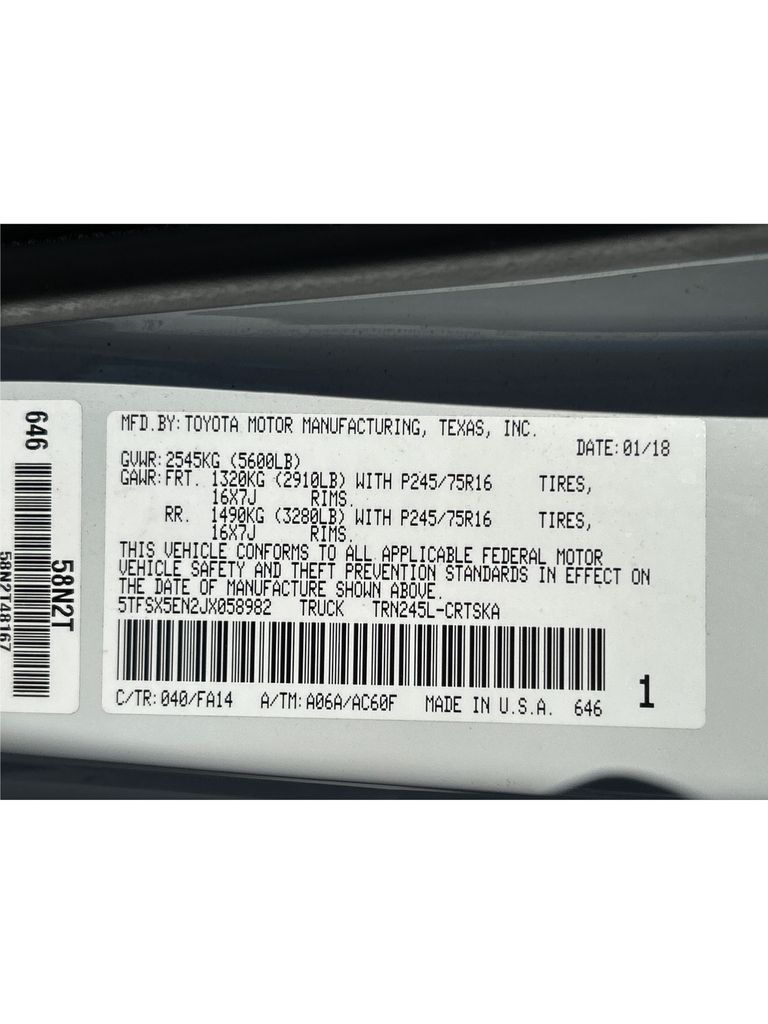 646
58N2T
58N2T48167
MFD.BY:TOYOTA MOTOR MANUFACTURING, TEXAS, INC.
DATE:01/18
GVWR:2545KG (5600LB)
GAWR:FRT. 1320KG (2910LB) WITH P245/75R16 TIRES,
16X7J RIMS.
RR. 1490KG (3280LB) WITH P245/75R16 TIRES,
16X7J RIMS.
THIS VEHICLE CONFORMS TO ALL APPLICABLE FEDERAL MOTOR
VEHICLE SAFETY AND THEFT PREVENTION STANDARDS IN EFFECT ON
THE DATE OF MANUFACTURE SHOWN ABOVE.
5TFSX5EN2JX058982 TRUCK TRN245L-CRTSKA
C/TR:040/FA14 A/TM:A06A/AC60F MADE IN U.S.A. 646
1